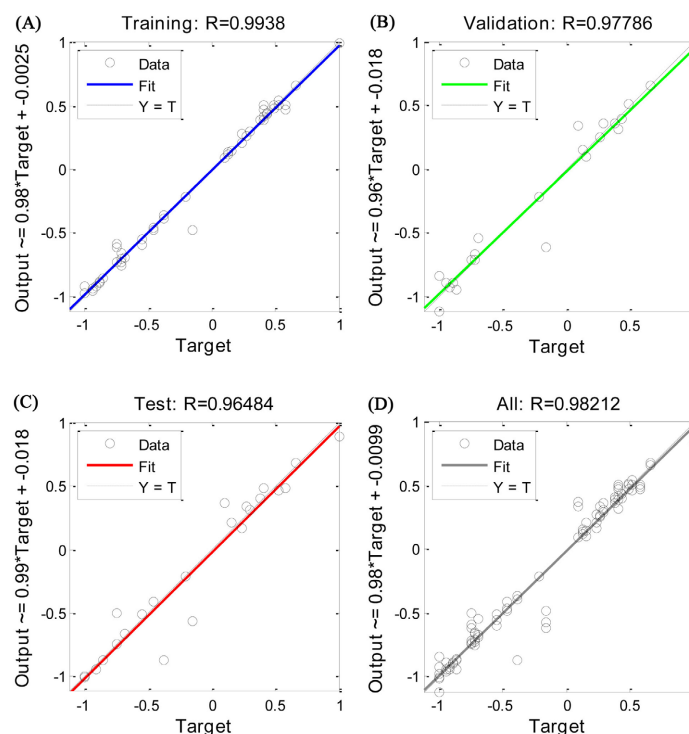 (A)
Training: R=0.9938
Output ~= 0.98*Target + -0.0025
1
0.5
0
-0.5
-1
Data
Fit
Y = T
-1
-0.5
0
0.5
1
Target
(B)
Validation: R=0.97786
Output ~= 0.96*Target + -0.018
1
0.5
0
-0.5
-1
Data
Fit
Y = T
-1
-0.5
0
0.5
Target
(C)
Test: R=0.96484
Output ~= 0.99*Target + -0.018
1
0.5
0
-0.5
-1
Data
Fit
Y = T
-1
-0.5
0
0.5
1
Target
(D)
All: R=0.98212
Output ~= 0.98*Target + -0.0099
1
0.5
0
-0.5
-1
Data
Fit
Y = T
-1
-0.5
0
0.5
Target